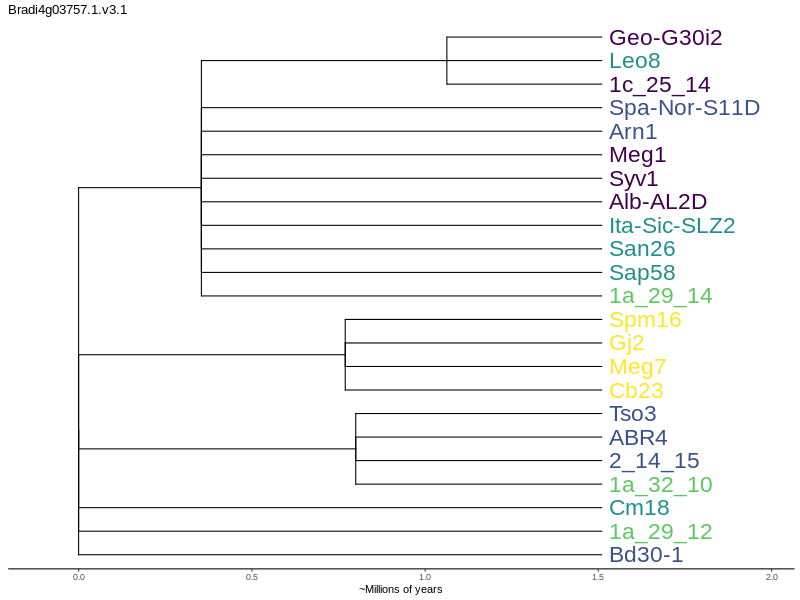 Bradi4g03757.1.v3.1
Geo-G30i2
Leo8
1c_25_14
Spa-Nor-S11D
Arn1
Meg1
Syv1
Alb-AL2D
Ita-Sic-SLZ2
San26
Sap58
1a_29_14
Spm16
Gj2
Meg7
Cb23
Tso3
ABR4
2_14_15
1a_32_10
Cm18
1a_29_12
Bd30-1
0.0 0.5 1.0 1.5 2.0
~Millions of years